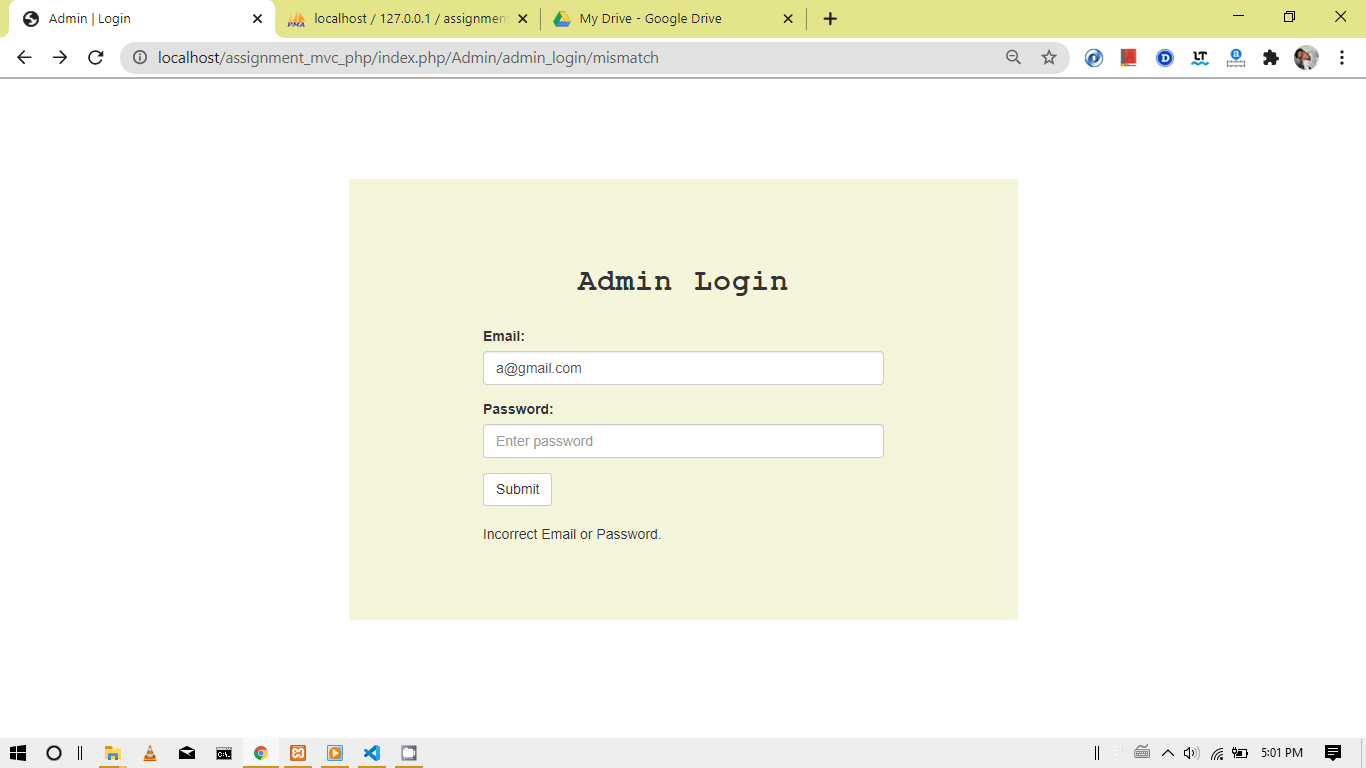 Admin | Login
localhost / 127.0.0.1 / assignment
My Drive - Google Drive
localhost/assignment_mvc_php/index.php/Admin/admin_login/mismatch
Admin Login
Email:
a@gmail.com
Password:
Enter password
Submit
Incorrect Email or Password.
5:01 PM